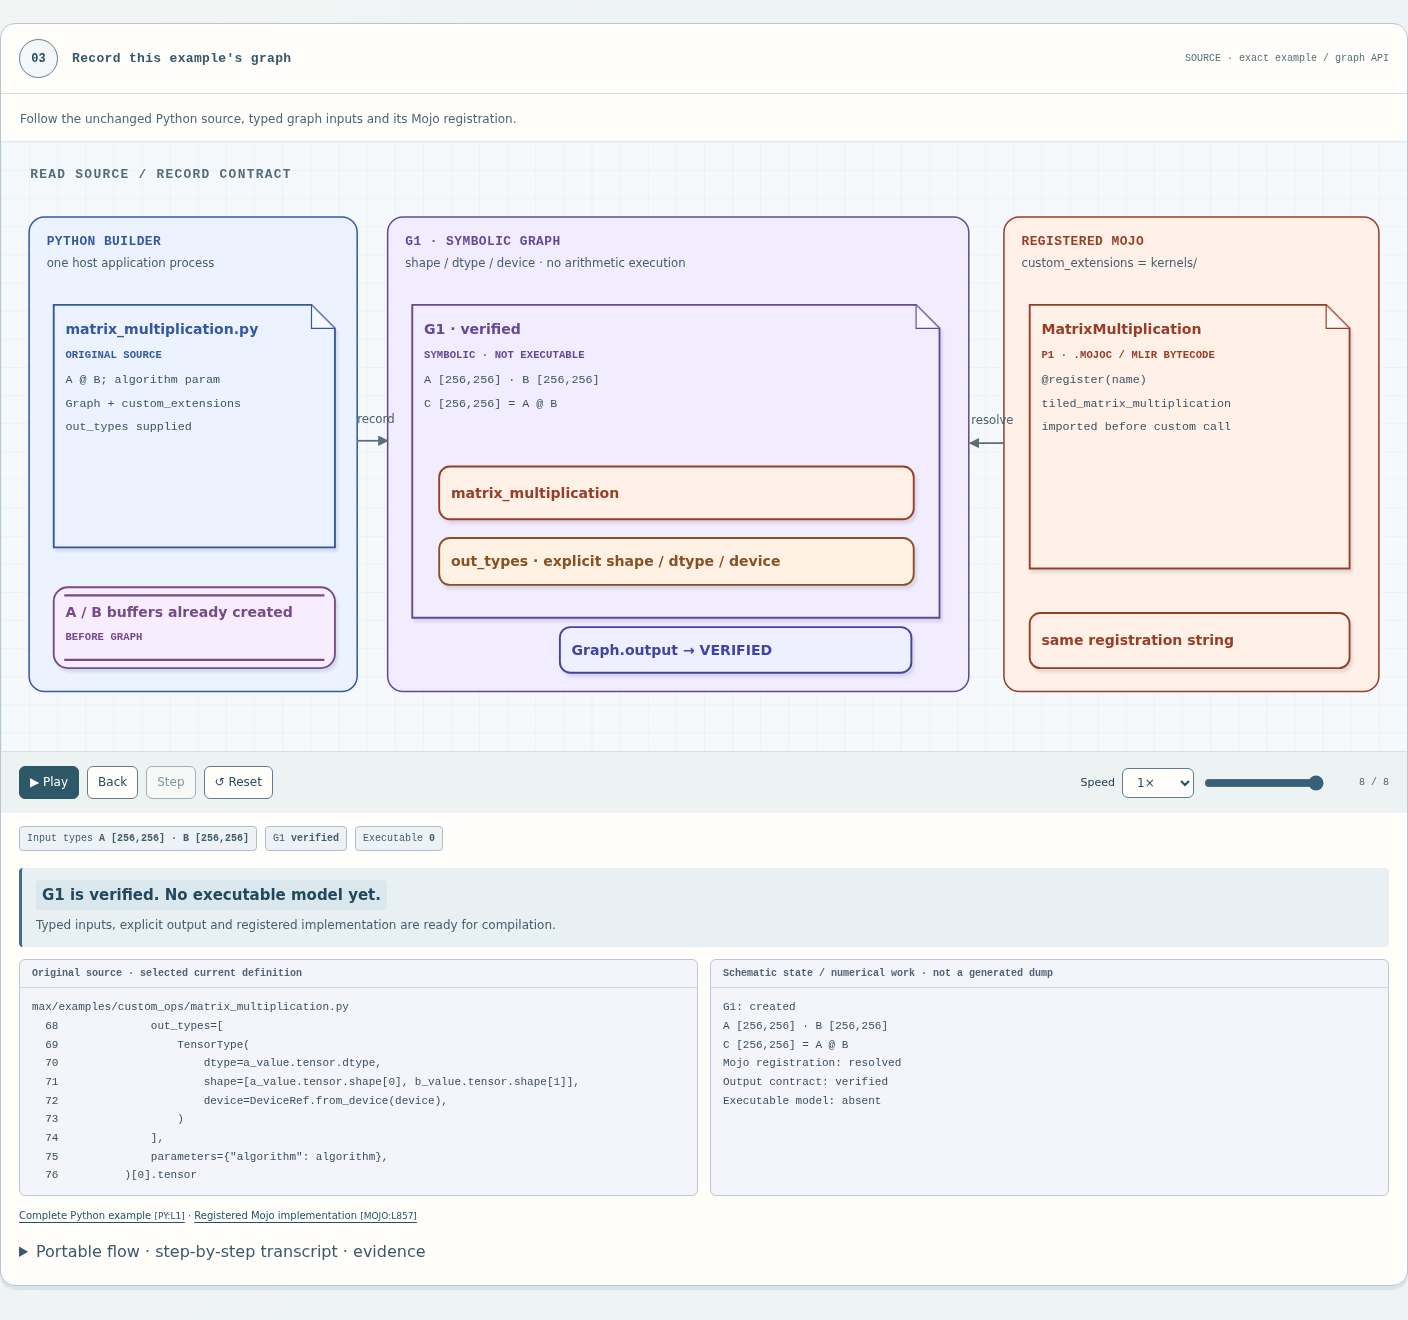 03 Record this example's graph
SOURCE · exact example / graph API
Follow the unchanged Python source, typed graph inputs and its Mojo registration.
READ SOURCE / RECORD CONTRACT
PYTHON BUILDER
one host application process
matrix_multiplication.py
ORIGINAL SOURCE
A @ B; algorithm param
Graph + custom_extensions
out_types supplied
A / B buffers already created
BEFORE GRAPH
record
G1 · SYMBOLIC GRAPH
shape / dtype / device · no arithmetic execution
G1 · verified
SYMBOLIC · NOT EXECUTABLE
A [256,256] · B [256,256]
C [256,256] = A @ B
matrix_multiplication
out_types · explicit shape / dtype / device
Graph.output → VERIFIED
resolve
REGISTERED MOJO
custom_extensions = kernels/
MatrixMultiplication
P1 · .MOJOC / MLIR BYTECODE
@register(name)
tiled_matrix_multiplication
imported before custom call
same registration string
▶ Play Back Step ↺ Reset
Speed 1× 8 / 8
Input types A [256,256] · B [256,256] G1 verified Executable 0
G1 is verified. No executable model yet.
Typed inputs, explicit output and registered implementation are ready for compilation.
Original source · selected current definition
max/examples/custom_ops/matrix_multiplication.py
68 out_types=[
69 TensorType(
70 dtype=a_value.tensor.dtype,
71 shape=[a_value.tensor.shape[0], b_value.tensor.shape[1]],
72 device=DeviceRef.from_device(device),
73 )
74 ],
75 parameters={"algorithm": algorithm},
76 )[0].tensor
Schematic state / numerical work · not a generated dump
G1: created
A [256,256] · B [256,256]
C [256,256] = A @ B
Mojo registration: resolved
Output contract: verified
Executable model: absent
Complete Python example [PY:L1] · Registered Mojo implementation [MOJO:L857]
▶ Portable flow · step-by-step transcript · evidence